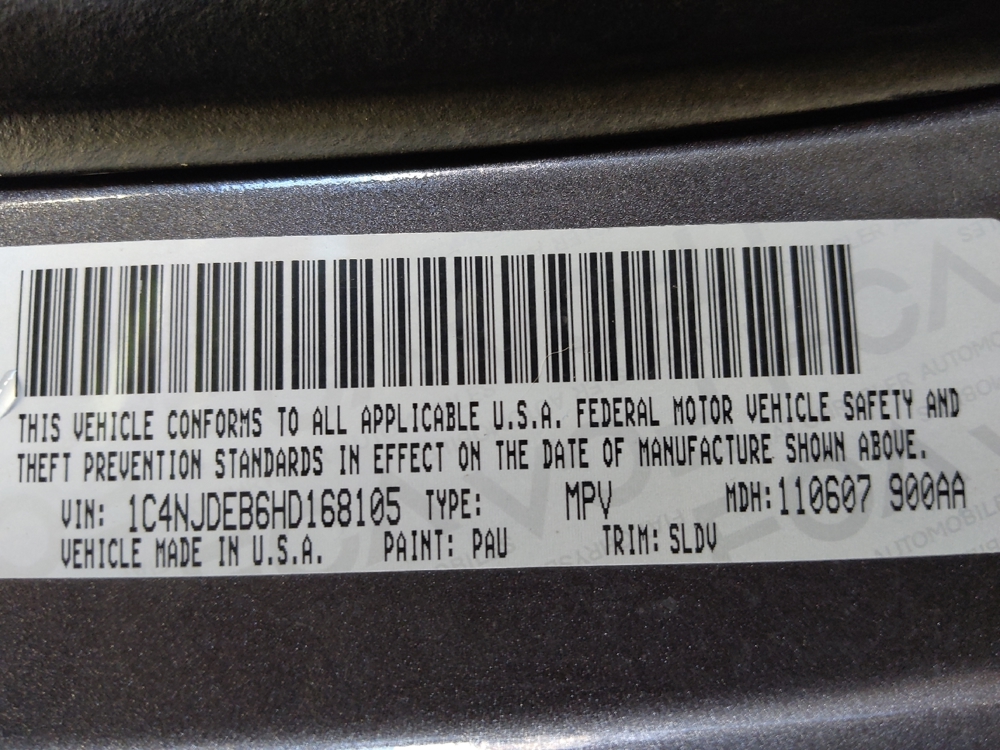 THIS VEHICLE CONFORMS TO ALL APPLICABLE U.S.A. FEDERAL MOTOR VEHICLE SAFETY AND
THEFT PREVENTION STANDARDS IN EFFECT ON THE DATE OF MANUFACTURE SHOWN ABOVE.
VIN: 1C4NJDEB6HD168105 TYPE: MPV MDH: 110607 900AA
VEHICLE MADE IN U.S.A. PAINT: PAU TRIM: SLDV